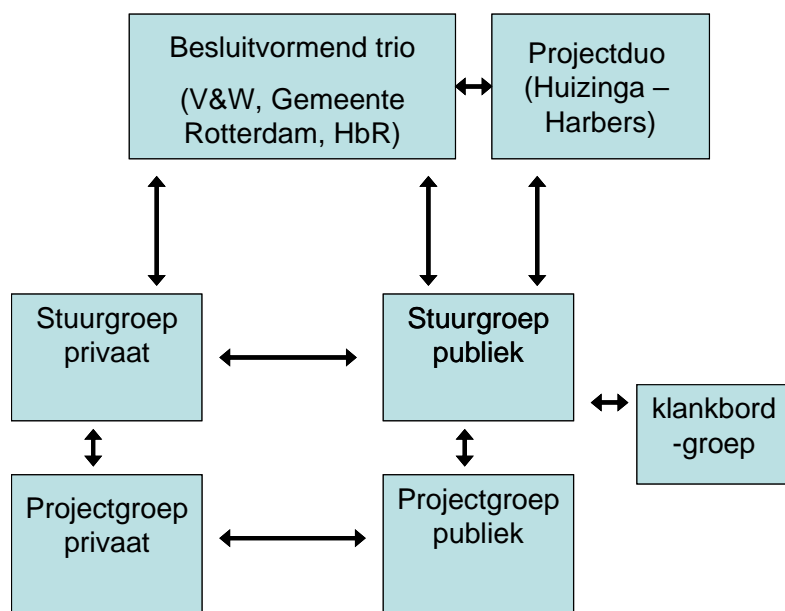 Besluitvormend trio
(V&W, Gemeente
Rotterdam, HbR)
Projectduo
(Huizinga –
Harbers)
Stuurgroep
privaat
Stuurgroep
publiek
klankbord
-groep
Projectgroep
privaat
Projectgroep
publiek